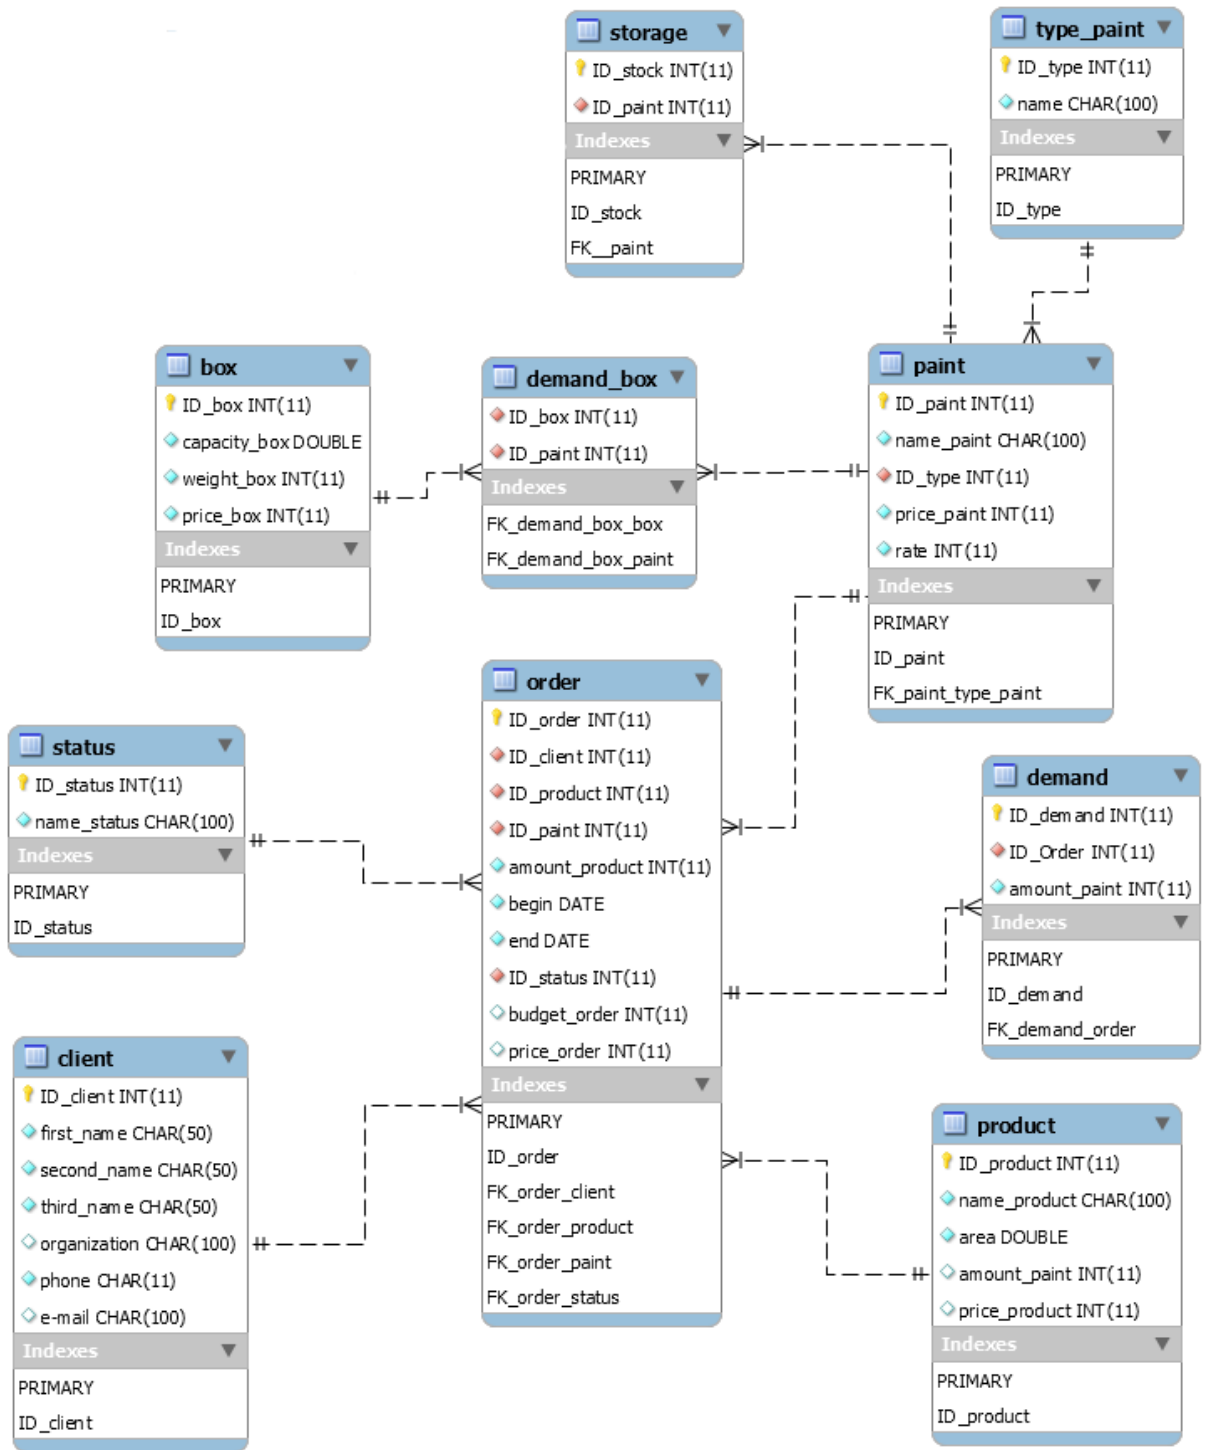 storage
ID_stock INT(11)
ID_paint INT(11)
Indexes
PRIMARY
ID_stock
FK__paint
type_paint
ID_type INT(11)
name CHAR(100)
Indexes
PRIMARY
ID_type
box
ID_box INT(11)
capacity_box DOUBLE
weight_box INT(11)
price_box INT(11)
Indexes
PRIMARY
ID_box
demand_box
ID_box INT(11)
ID_paint INT(11)
Indexes
FK_demand_box_box
FK_demand_box_paint
paint
ID_paint INT(11)
name_paint CHAR(100)
ID_type INT(11)
price_paint INT(11)
rate INT(11)
Indexes
PRIMARY
ID_paint
FK_paint_type_paint
status
ID_status INT(11)
name_status CHAR(100)
Indexes
PRIMARY
ID_status
order
ID_order INT(11)
ID_client INT(11)
ID_product INT(11)
ID_paint INT(11)
amount_product INT(11)
begin DATE
end DATE
ID_status INT(11)
budget_order INT(11)
price_order INT(11)
Indexes
PRIMARY
ID_order
FK_order_client
FK_order_product
FK_order_paint
FK_order_status
demand
ID_demand INT(11)
ID_Order INT(11)
amount_paint INT(11)
Indexes
PRIMARY
ID_demand
FK_demand_order
client
ID_client INT(11)
first_name CHAR(50)
second_name CHAR(50)
third_name CHAR(50)
organization CHAR(100)
phone CHAR(11)
e-mail CHAR(100)
Indexes
PRIMARY
ID_client
product
ID_product INT(11)
name_product CHAR(100)
area DOUBLE
amount_paint INT(11)
price_product INT(11)
Indexes
PRIMARY
ID_product